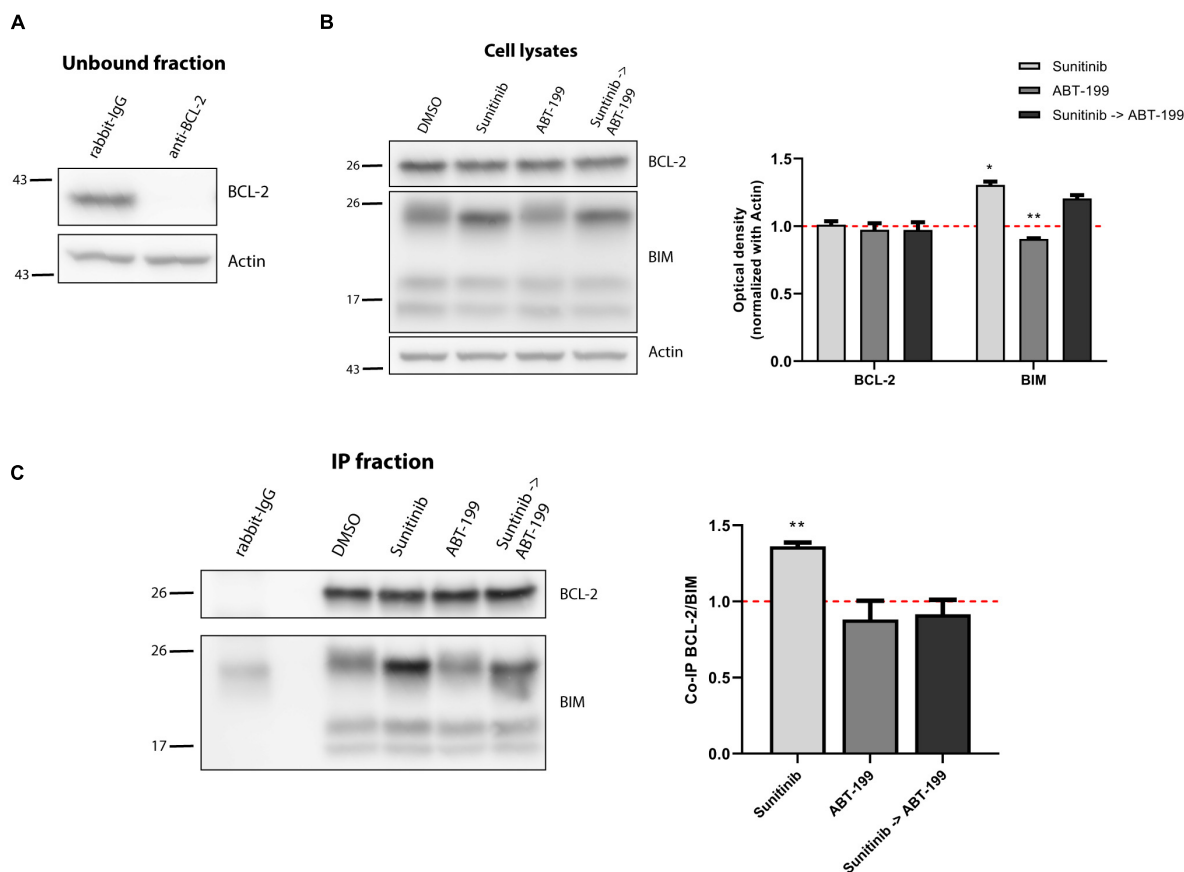 A
Unbound fraction
rabbit-IgG
anti-BCL-2
43
BCL-2
43
Actin
B
Cell lysates
DMSO
Sunitinib
ABT-199
Suntinib ->
ABT-199
26
BCL-2
26
BIM
17
43
Actin
Sunitinib
ABT-199
Sunitinib -> ABT-199
Optical density
(normalized with Actin)
1.5
1.0
0.5
0.0
*
**
BCL-2
BIM
C
IP fraction
rabbit-IgG
DMSO
Sunitinib
ABT-199
Suntinib ->
ABT-199
26
BCL-2
26
BIM
17
Co-IP BCL-2/BIM
1.5
1.0
0.5
0.0
**
Sunitinib
ABT-199
Sunitinib -> ABT-199